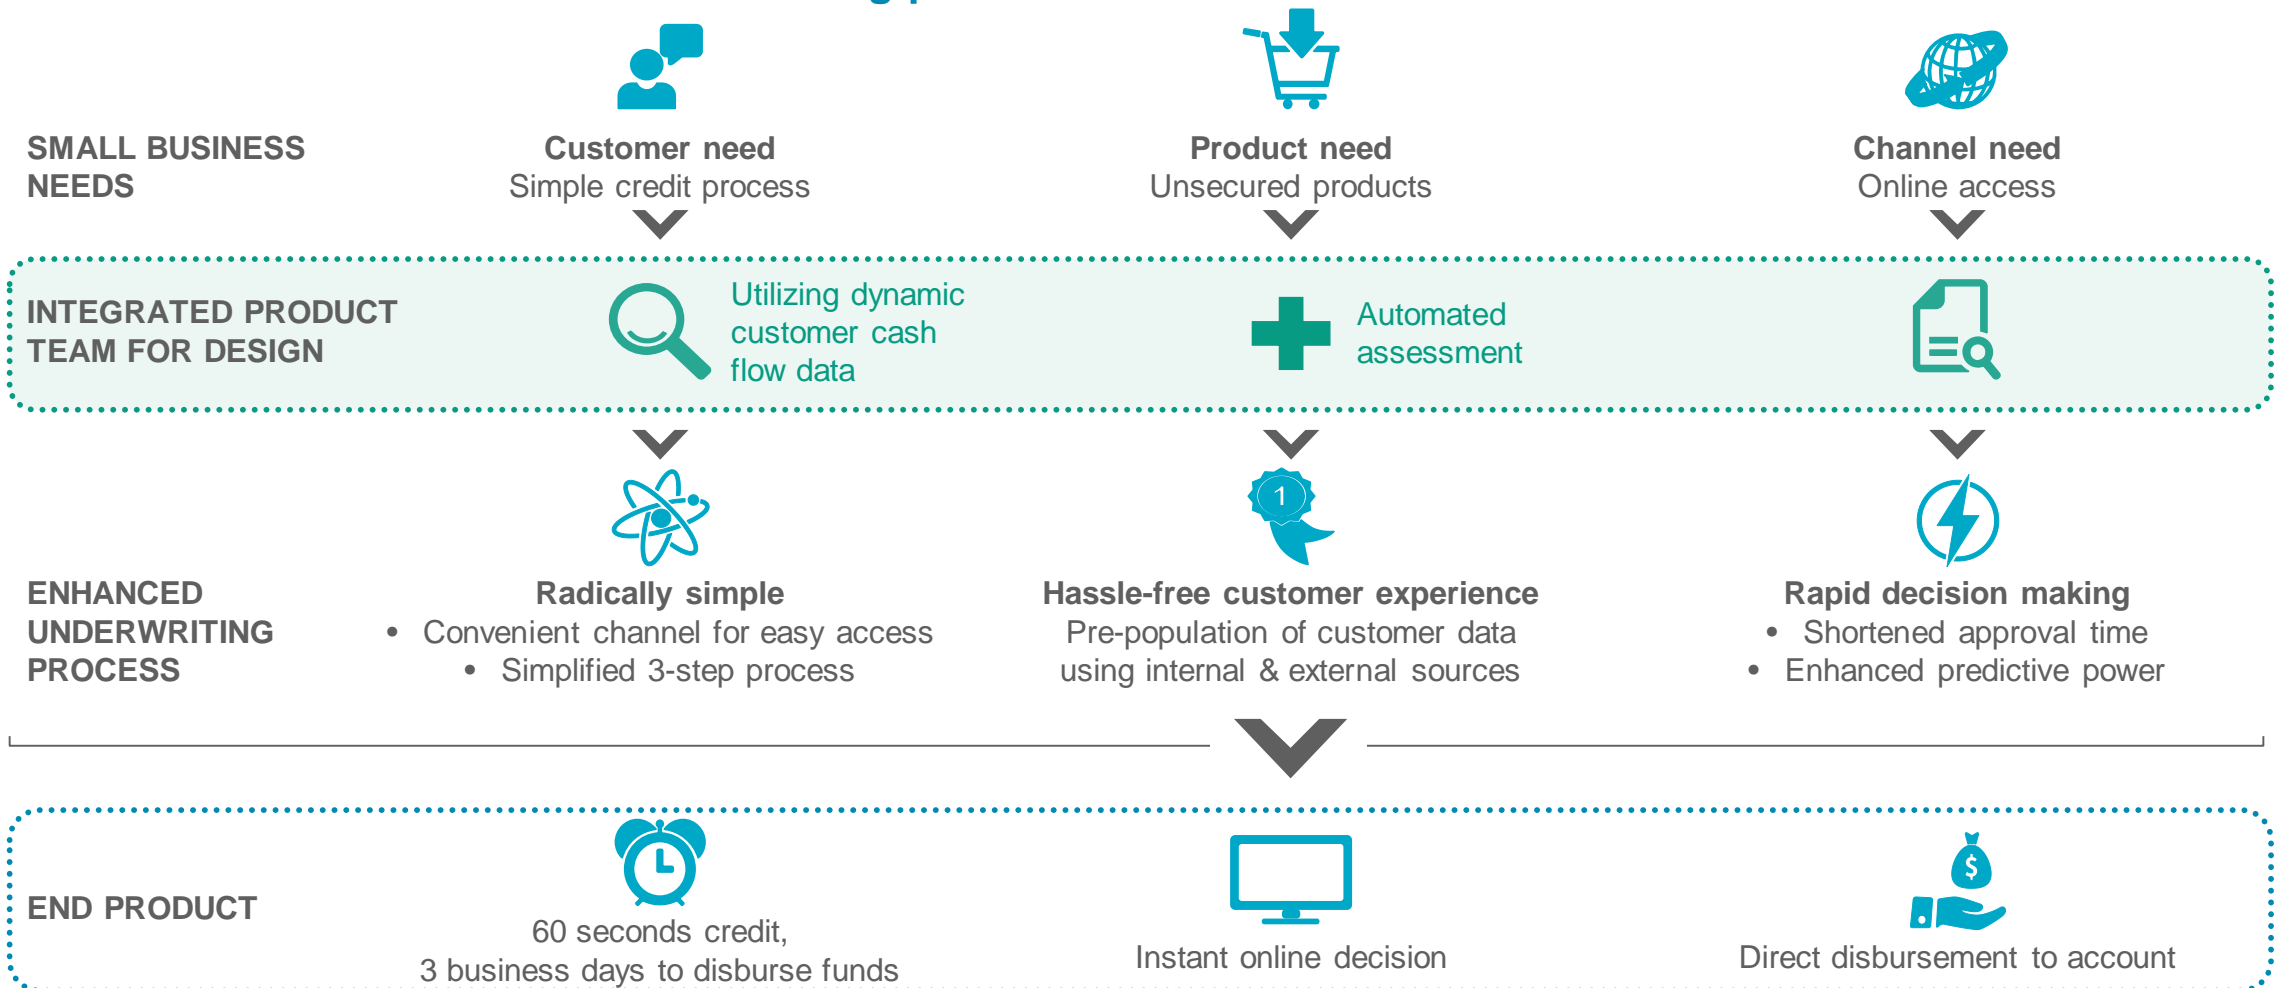 SMALL BUSINESS
NEEDS
Customer need
Simple credit process
Product need
Unsecured products
Channel need
Online access
INTEGRATED PRODUCT
TEAM FOR DESIGN
Utilizing dynamic
customer cash
flow data
Automated
assessment
1
ENHANCED
UNDERWRITING
PROCESS
Radically simple
• Convenient channel for easy access
• Simplified 3-step process
Hassle-free customer experience
Pre-population of customer data
using internal & external sources
Rapid decision making
• Shortened approval time
• Enhanced predictive power
END PRODUCT
60 seconds credit,
3 business days to disburse funds
Instant online decision
$
Direct disbursement to account